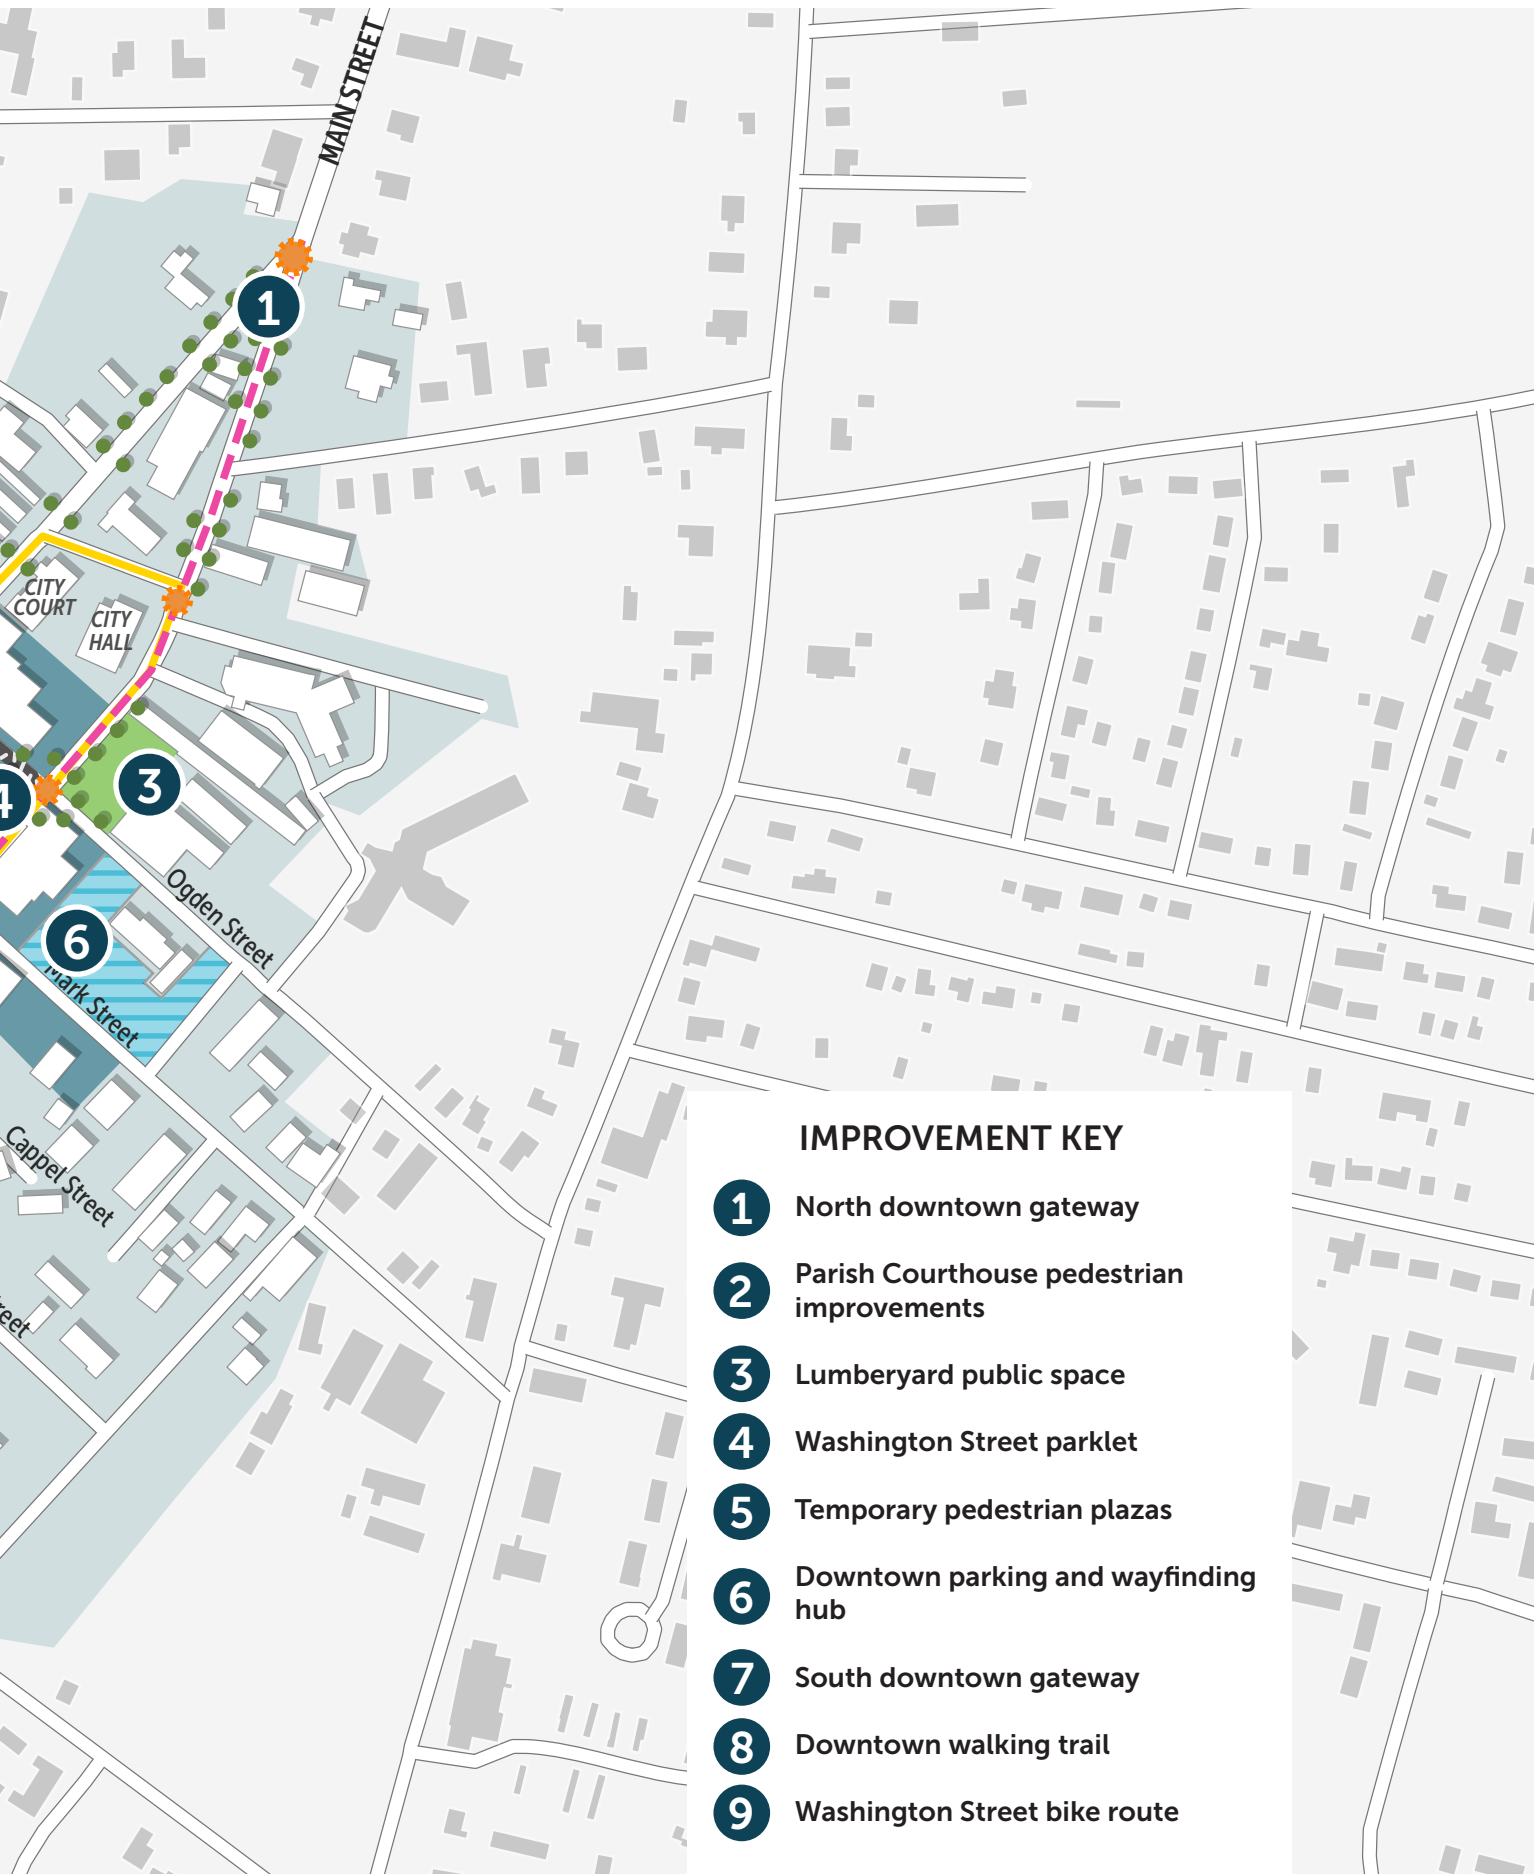 MAIN STREET
1
CITY
COURT
CITY
HALL
3
4
Ogden Street
6
Mark Street
Cappel Street
IMPROVEMENT KEY
1 North downtown gateway
2 Parish Courthouse pedestrian
improvements
3 Lumberyard public space
4 Washington Street parklet
5 Temporary pedestrian plazas
6 Downtown parking and wayfinding
hub
7 South downtown gateway
8 Downtown walking trail
9 Washington Street bike route